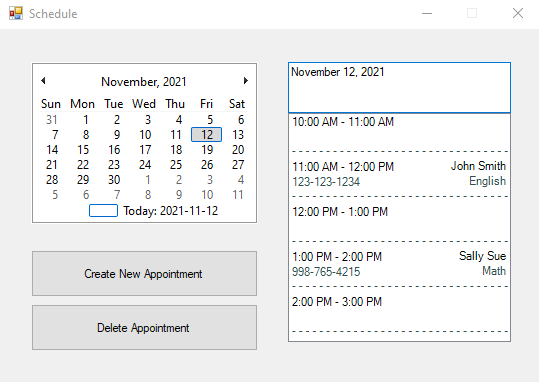 Schedule
November, 2021
Sun Mon Tue Wed Thu Fri Sat
31 1 2 3 4 5 6
7 8 9 10 11 12 13
14 15 16 17 18 19 20
21 22 23 24 25 26 27
28 29 30 1 2 3 4
5 6 7 8 9 10 11
Today: 2021-11-12
Create New Appointment
Delete Appointment
November 12, 2021
10:00 AM - 11:00 AM
11:00 AM - 12:00 PM John Smith
123-123-1234 English
12:00 PM - 1:00 PM
1:00 PM - 2:00 PM Sally Sue
998-765-4215 Math
2:00 PM - 3:00 PM